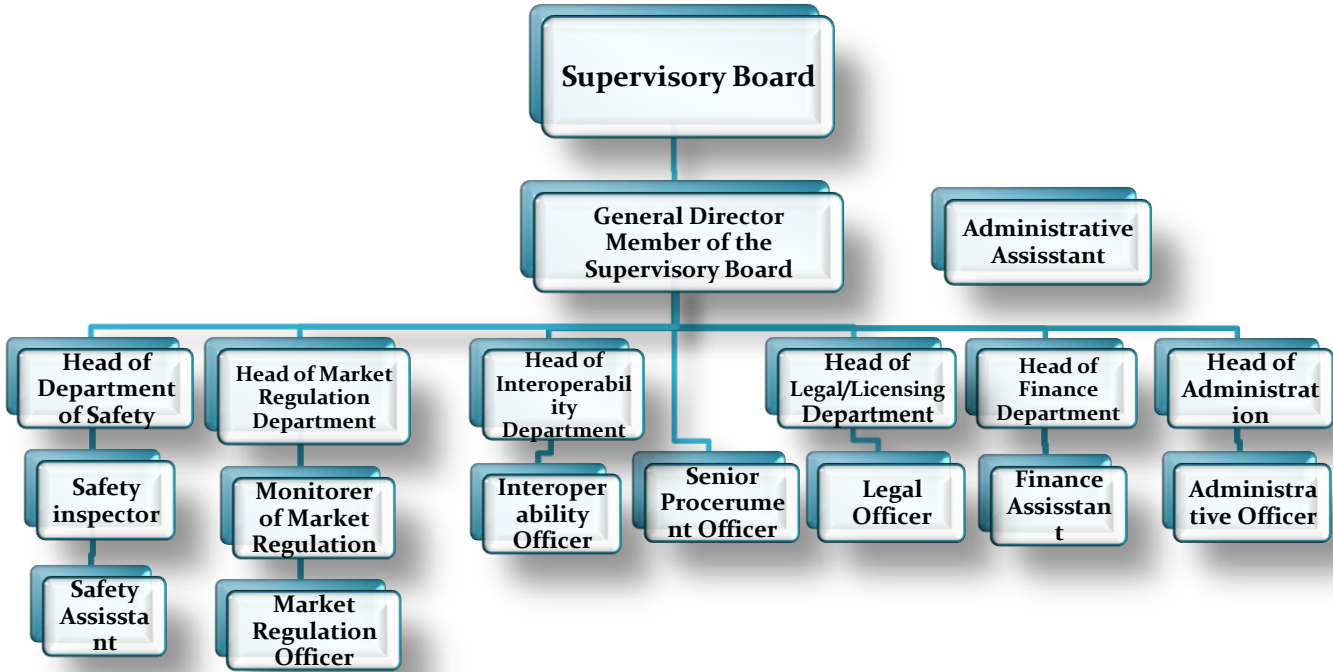 Supervisory Board
General Director
Member of the
Supervisory Board
Administrative
Assisstant
Head of
Department
of Safety
Head of Market
Regulation
Department
Head of
Interoperabil
ity
Department
Head of
Legal/Licensing
Department
Head of
Finance
Department
Head of
Administrat
ion
Safety
inspector
Monitorer
of Market
Regulation
Interoper
ability
Officer
Senior
Procerume
nt Officer
Legal
Officer
Finance
Assisstan
t
Administra
tive Officer
Safety
Assissta
nt
Market
Regulation
Officer